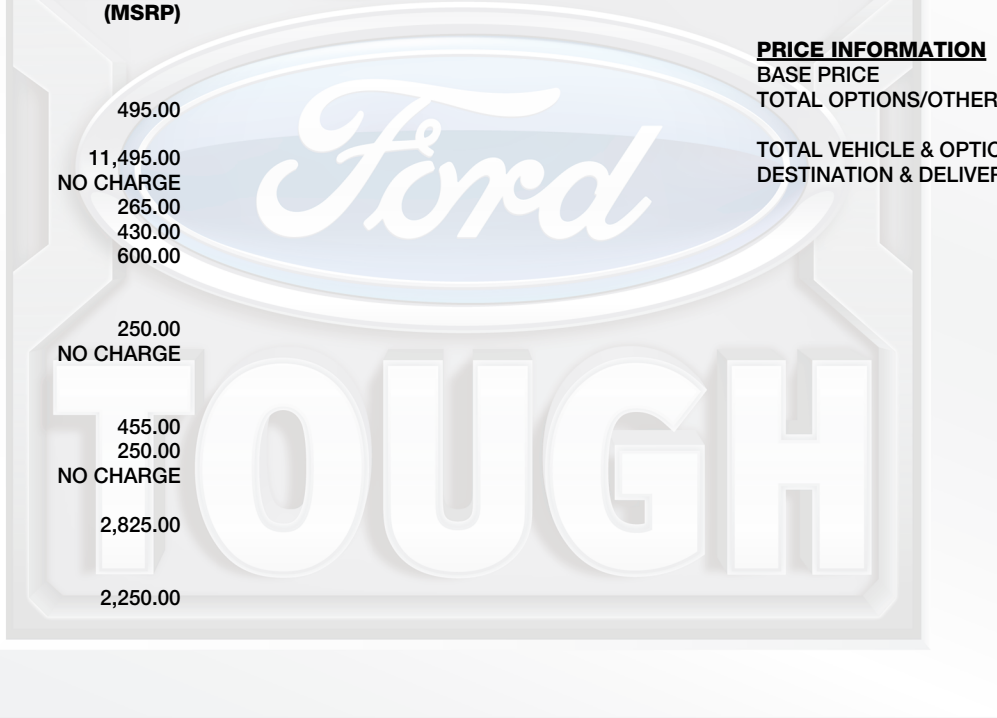 (MSRP)
495.00
11,495.00
NO CHARGE
265.00
430.00
600.00
250.00
NO CHARGE
455.00
250.00
NO CHARGE
2,825.00
2,250.00
PRICE INFORMATION
BASE PRICE
TOTAL OPTIONS/OTHER
TOTAL VEHICLE & OPTIO
DESTINATION & DELIVER
Ford
TOUGH